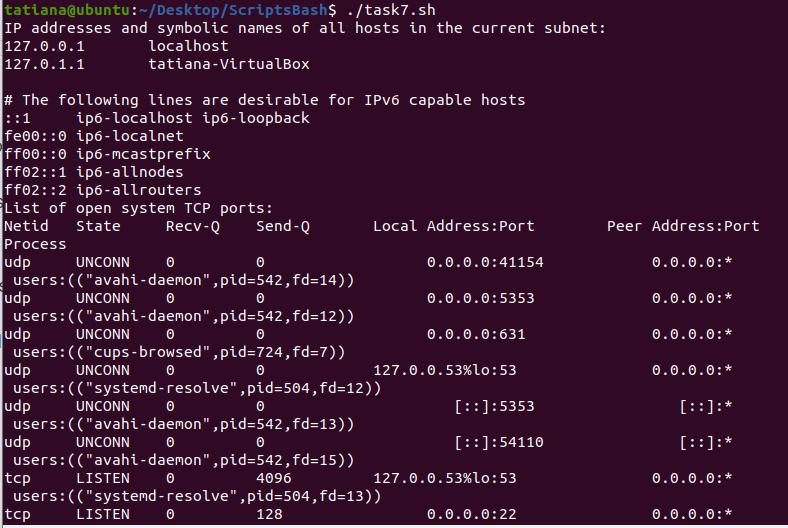 tatiana@ubuntu:~/Desktop/ScriptsBash$ ./task7.sh
IP addresses and symbolic names of all hosts in the current subnet:
127.0.0.1       localhost
127.0.1.1       tatiana-VirtualBox
# The following lines are desirable for IPv6 capable hosts
::1     ip6-localhost ip6-loopback
fe00::0 ip6-localnet
ff00::0 ip6-mcastprefix
ff02::1 ip6-allnodes
ff02::2 ip6-allrouters
List of open system TCP ports:
Netid   State     Recv-Q    Send-Q       Local Address:Port        Peer Address:Port
Process
udp     UNCONN    0         0                  0.0.0.0:41154            0.0.0.0:*
 users:(("avahi-daemon",pid=542,fd=14))
udp     UNCONN    0         0                  0.0.0.0:5353             0.0.0.0:*
 users:(("avahi-daemon",pid=542,fd=12))
udp     UNCONN    0         0                  0.0.0.0:631              0.0.0.0:*
 users:(("cups-browsed",pid=724,fd=7))
udp     UNCONN    0         0            127.0.0.53%lo:53               0.0.0.0:*
 users:(("systemd-resolve",pid=504,fd=12))
udp     UNCONN    0         0                     [::]:5353                [::]:*
 users:(("avahi-daemon",pid=542,fd=13))
udp     UNCONN    0         0                     [::]:54110               [::]:*
 users:(("avahi-daemon",pid=542,fd=15))
tcp     LISTEN    0         4096         127.0.0.53%lo:53               0.0.0.0:*
 users:(("systemd-resolve",pid=504,fd=13))
tcp     LISTEN    0         128                0.0.0.0:22               0.0.0.0:*